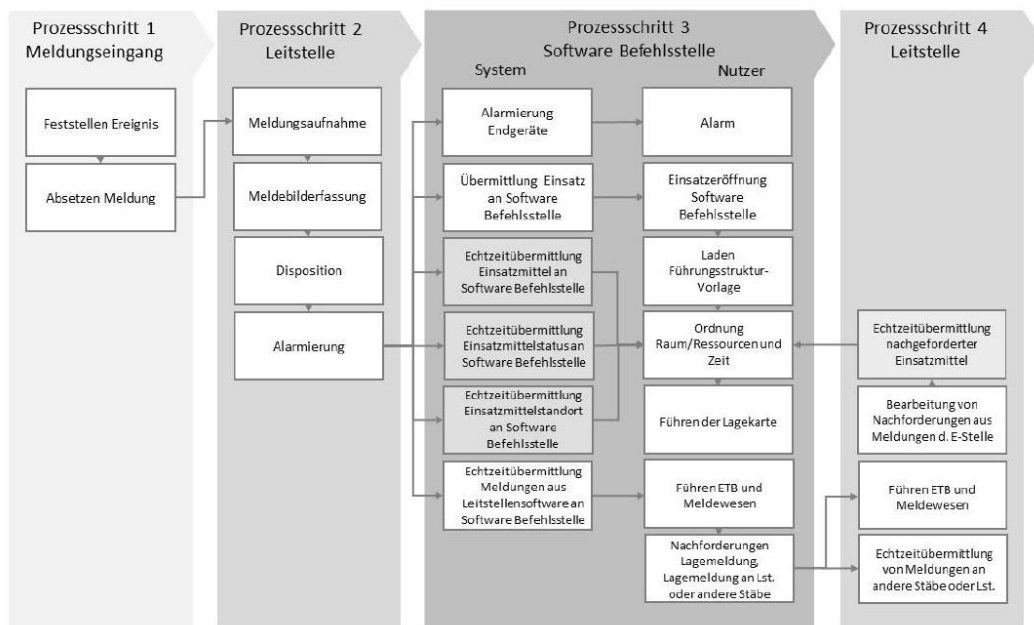 Prozessschritt 1
Meldungseingang
Feststellen Ereignis
Absetzen Meldung
Prozessschritt 2
Leitstelle
Meldungsaufnahme
Meldebilderfassung
Disposition
Alarmierung
Prozessschritt 3
Software Befehlsstelle
System
Alarmierung
Endgeräte
Übermittlung Einsatz
an Software
Befehlsstelle
Echtzeitübermittlung
Einsatzmittel an
Software Befehlsstelle
Echtzeitübermittlung
Einsatzmittelstatus an
Software Befehlsstelle
Echtzeitübermittlung
Einsatzmittelstandort
an Software
Befehlsstelle
Echtzeitübermittlung
Meldungen aus
Leitstellensoftware an
Software Befehlsstelle
Nutzer
Alarm
Einsatzeröffnung
Software
Befehlsstelle
Laden
Führungsstruktur-
Vorlage
Ordnung
Raum/Ressourcen und
Zeit
Führen der Lagekarte
Führen ETB und
Meldewesen
Nachforderungen
Lagemeldung,
Lagemeldung an Lst.
oder andere Stäbe
Prozessschritt 4
Leitstelle
Echtzeitübermittlung
nachgeforderter
Einsatzmittel
Bearbeitung von
Nachforderungen aus
Meldungen d. E-Stelle
Führen ETB und
Meldewesen
Echtzeitübermittlung
von Meldungen an
andere Stäbe oder Lst.